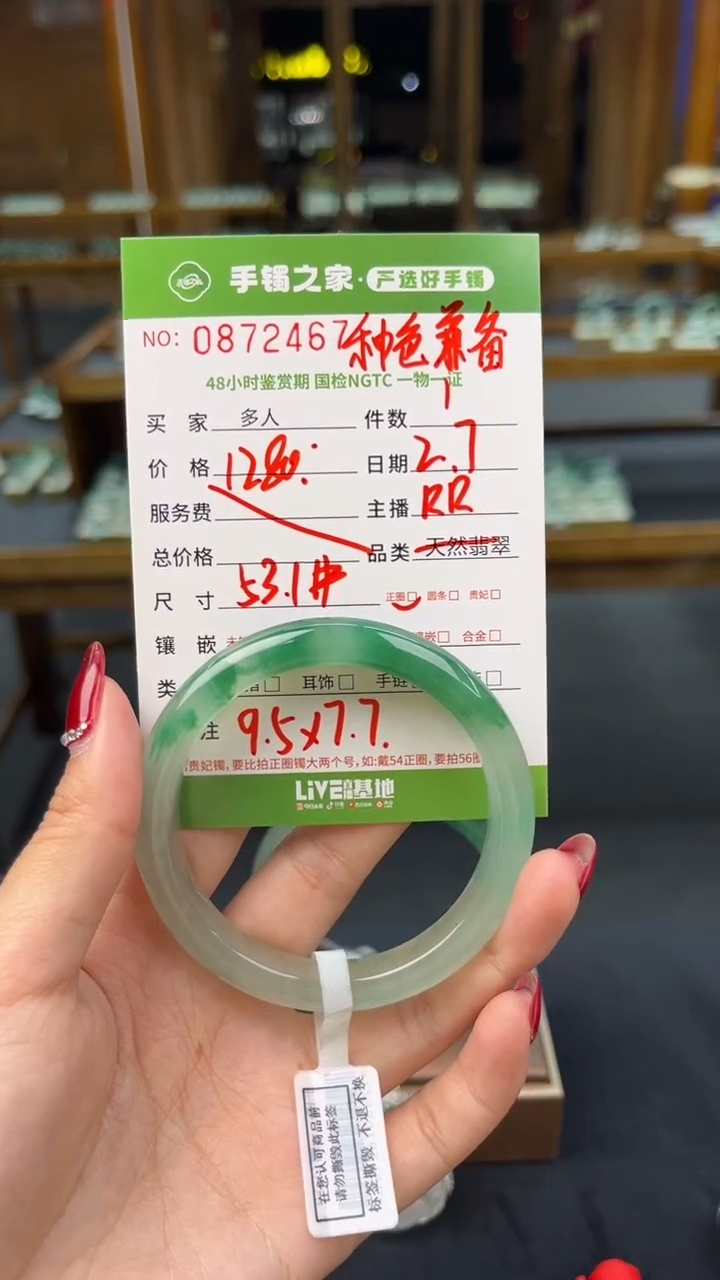 手镯之家·严选好手镯
NO: 0872467 种色兼备
48小时鉴赏期 国检NGTC 一物一证
买 家 多人 件数 1
价 格 1280. 日期 2.7
服务费 主播 RR
总价格 品类 天然翡翠
尺 寸 53.1# 正圈□ 圆条□ 贵妃□
镶 嵌 嵌□ 合金□
类 □ 耳饰□ 手
注 9.5x7.7.
贵妃镯,要比拍正圈镯大两个号,如:戴54正圈,要拍56
LiVE 基地
在您认可商品前
请勿撕毁此标签
标签撕毁 不退不换